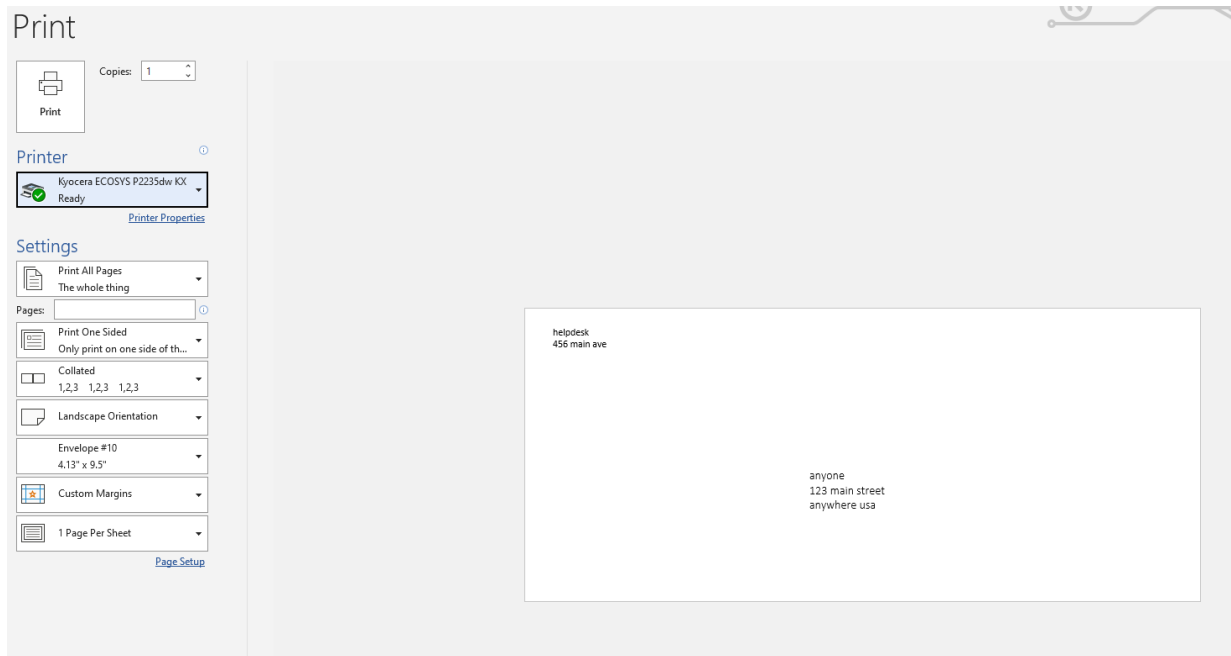 Print
Copies: 1
Print
Printer
Kyocera ECOSYS P2235dw KX
Ready
Printer Properties
Settings
Print All Pages
The whole thing
Pages:
Print One Sided
Only print on one side of th...
Collated
1,2,3 1,2,3 1,2,3
Landscape Orientation
Envelope #10
4.13" x 9.5"
Custom Margins
1 Page Per Sheet
Page Setup
helpdesk
456 main ave
anyone
123 main street
anywhere usa